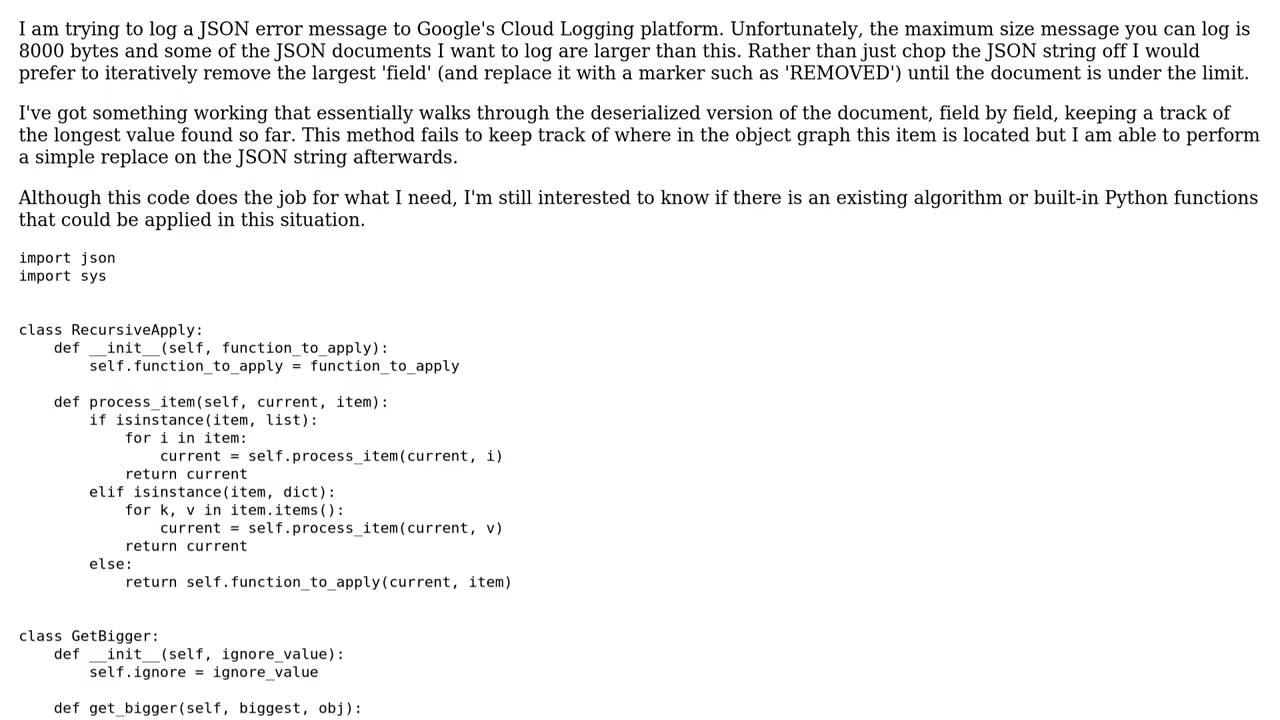 I am trying to log a JSON error message to Google's Cloud Logging platform. Unfortunately, the maximum size message you can log is
8000 bytes and some of the JSON documents I want to log are larger than this. Rather than just chop the JSON string off I would
prefer to iteratively remove the largest 'field' (and replace it with a marker such as 'REMOVED') until the document is under the limit.
I've got something working that essentially walks through the deserialized version of the document, field by field, keeping a track of
the longest value found so far. This method fails to keep track of where in the object graph this item is located but I am able to perform
a simple replace on the JSON string afterwards.
Although this code does the job for what I need, I'm still interested to know if there is an existing algorithm or built-in Python functions
that could be applied in this situation.
import json
import sys
class RecursiveApply:
    def __init__(self, function_to_apply):
        self.function_to_apply = function_to_apply
    def process_item(self, current, item):
        if isinstance(item, list):
            for i in item:
                current = self.process_item(current, i)
            return current
        elif isinstance(item, dict):
            for k, v in item.items():
                current = self.process_item(current, v)
            return current
        else:
            return self.function_to_apply(current, item)
class GetBigger:
    def __init__(self, ignore_value):
        self.ignore = ignore_value
    def get_bigger(self, biggest, obj):